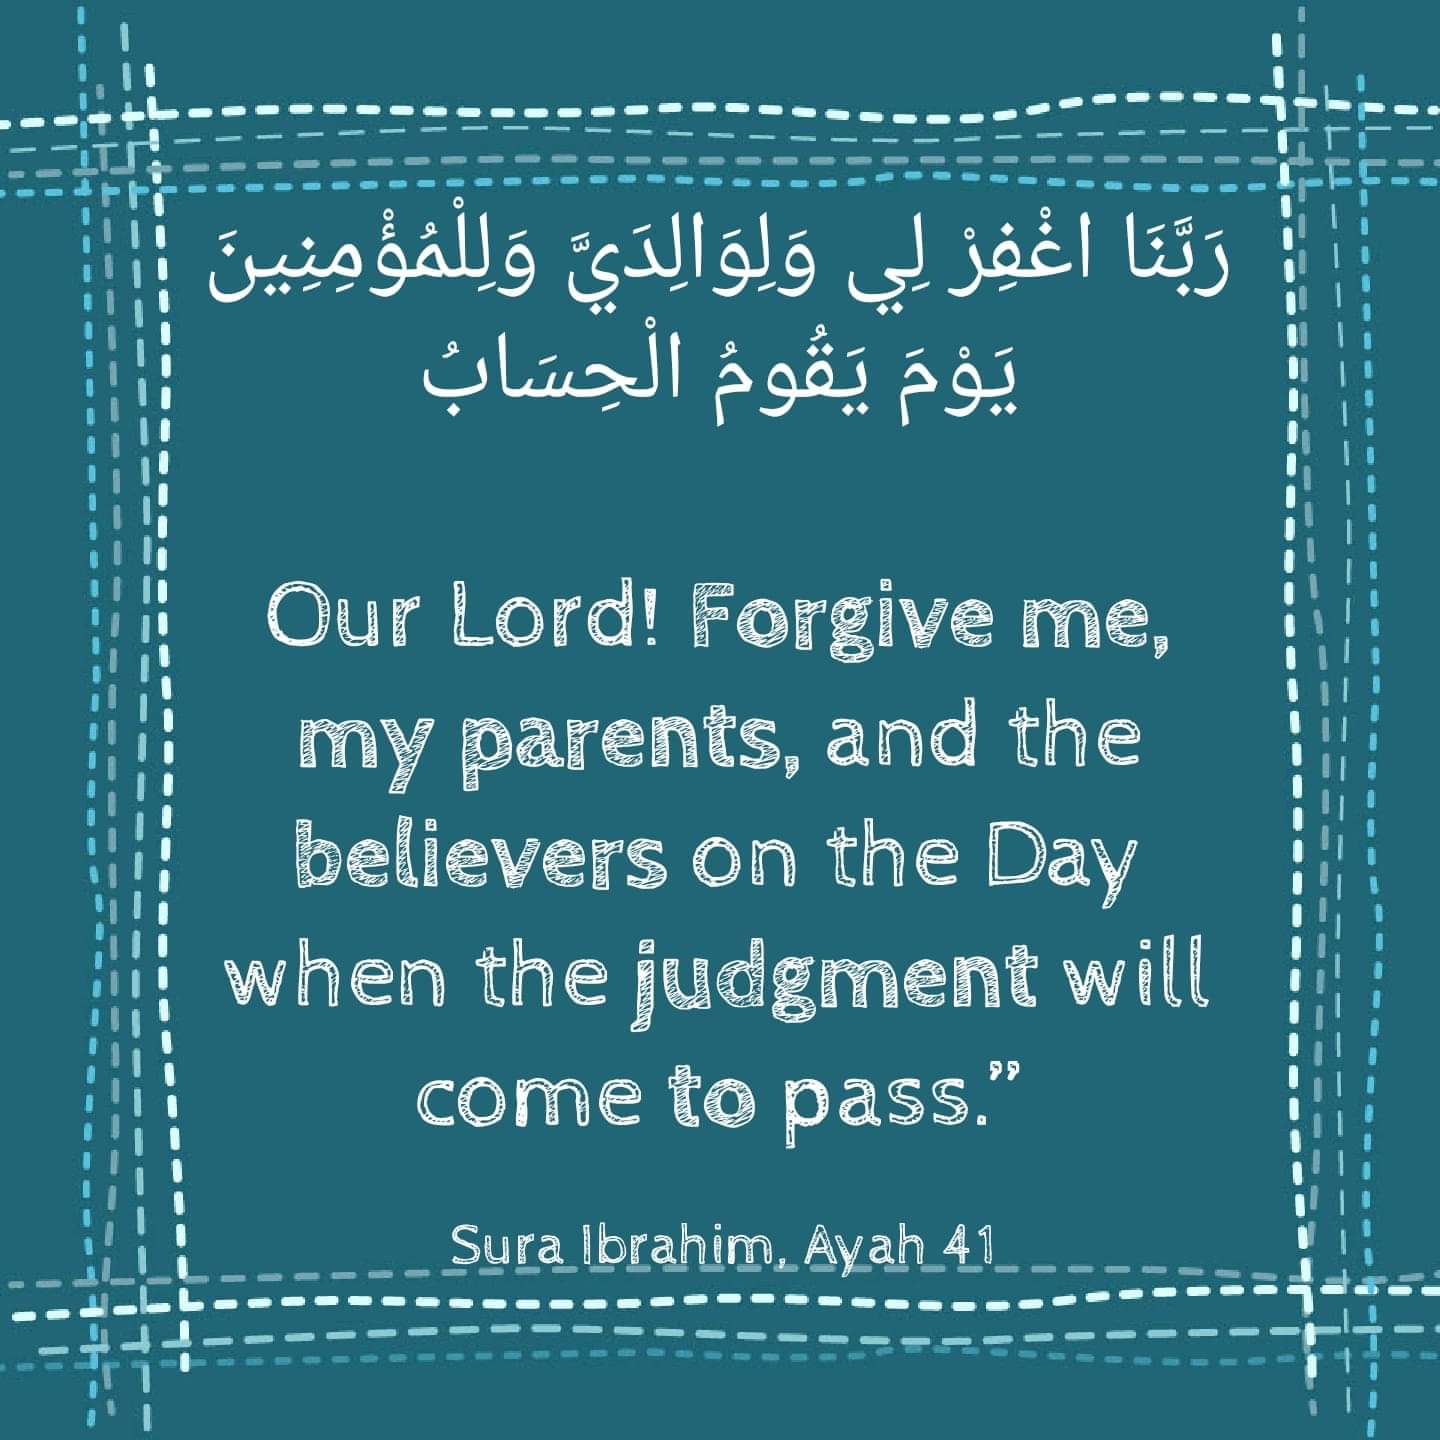 رَبَّنَا اغْفِرْ لِي وَلِوَالِدَيَّ وَلِلْمُؤْمِنِينَ
يَوْمَ يَقُومُ الْحِسَابُ
Our Lord! Forgive me,
my parents, and the
believers on the Day
when the judgment will
come to pass.”
Sura Ibrahim, Ayah 41